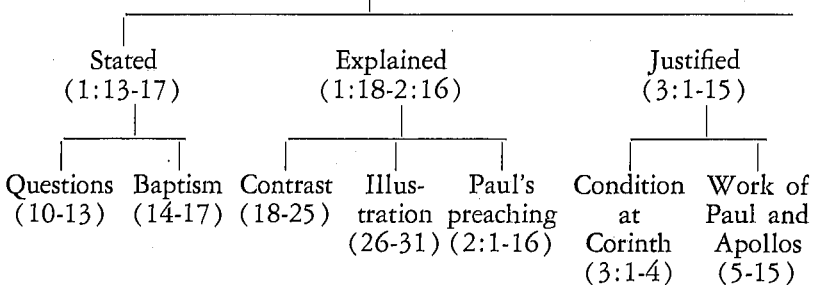 Stated Explained Justified
(1:13-17) (1:18-2:16) (3:1-15)
Questions Baptism Contrast Illus- Paul's Condition Work of
(10-13) (14-17) (18-25) tration preaching at Paul and
(26-31) (2:1-16) Corinth Apollos
(3:1-4) (5-15)